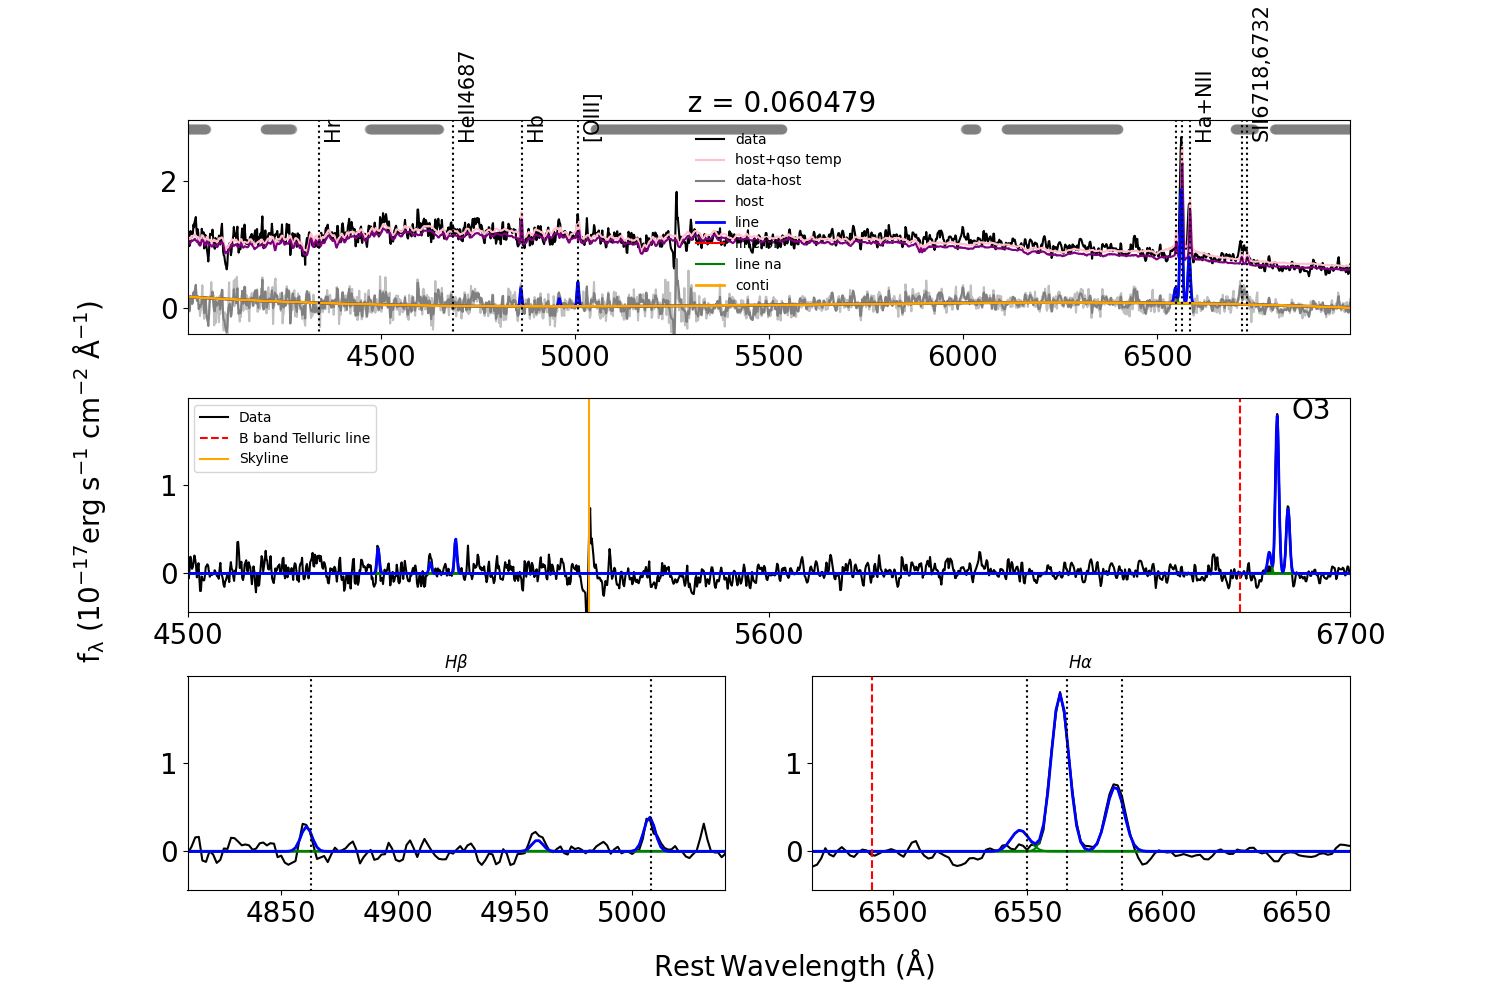 z = 0.060479
Hr
HeII4687
Hb
[OIII]
Ha+NII
SII6718,6732
data
host+qso temp
data-host
host
line
line na
conti
2
0
4500 5000 5500 6000 6500
fλ (10−17erg s−1 cm−2 Å−1)
Data
B band Telluric line
Skyline
O3
1
0
4500 5600 6700
Hβ
1
0
4850 4900 4950 5000
Hα
1
0
6500 6550 6600 6650
Rest Wavelength (Å)